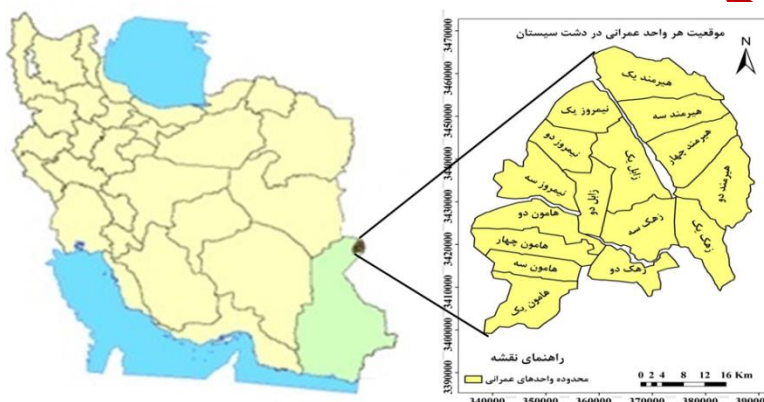 موقعیت هر واحد عمرانی در دشت سیستان
N
هیرمند یک
هیرمند سه
هیرمند چهار
هیرمند دو
نیمروز یک
نیمروز دو
نیمروز سه
زابل یک
زابل دو
زهک سه
زهک یک
زهک دو
هامون دو
هامون چهار
هامون سه
هامون یک
راهنمای نقشه
محدوده واحدهای عمرانی
0 2 4 8 12 16 Km
3470000
3460000
3450000
3440000
3430000
3420000
3410000
3400000
3390000
340000 350000 360000 370000 380000